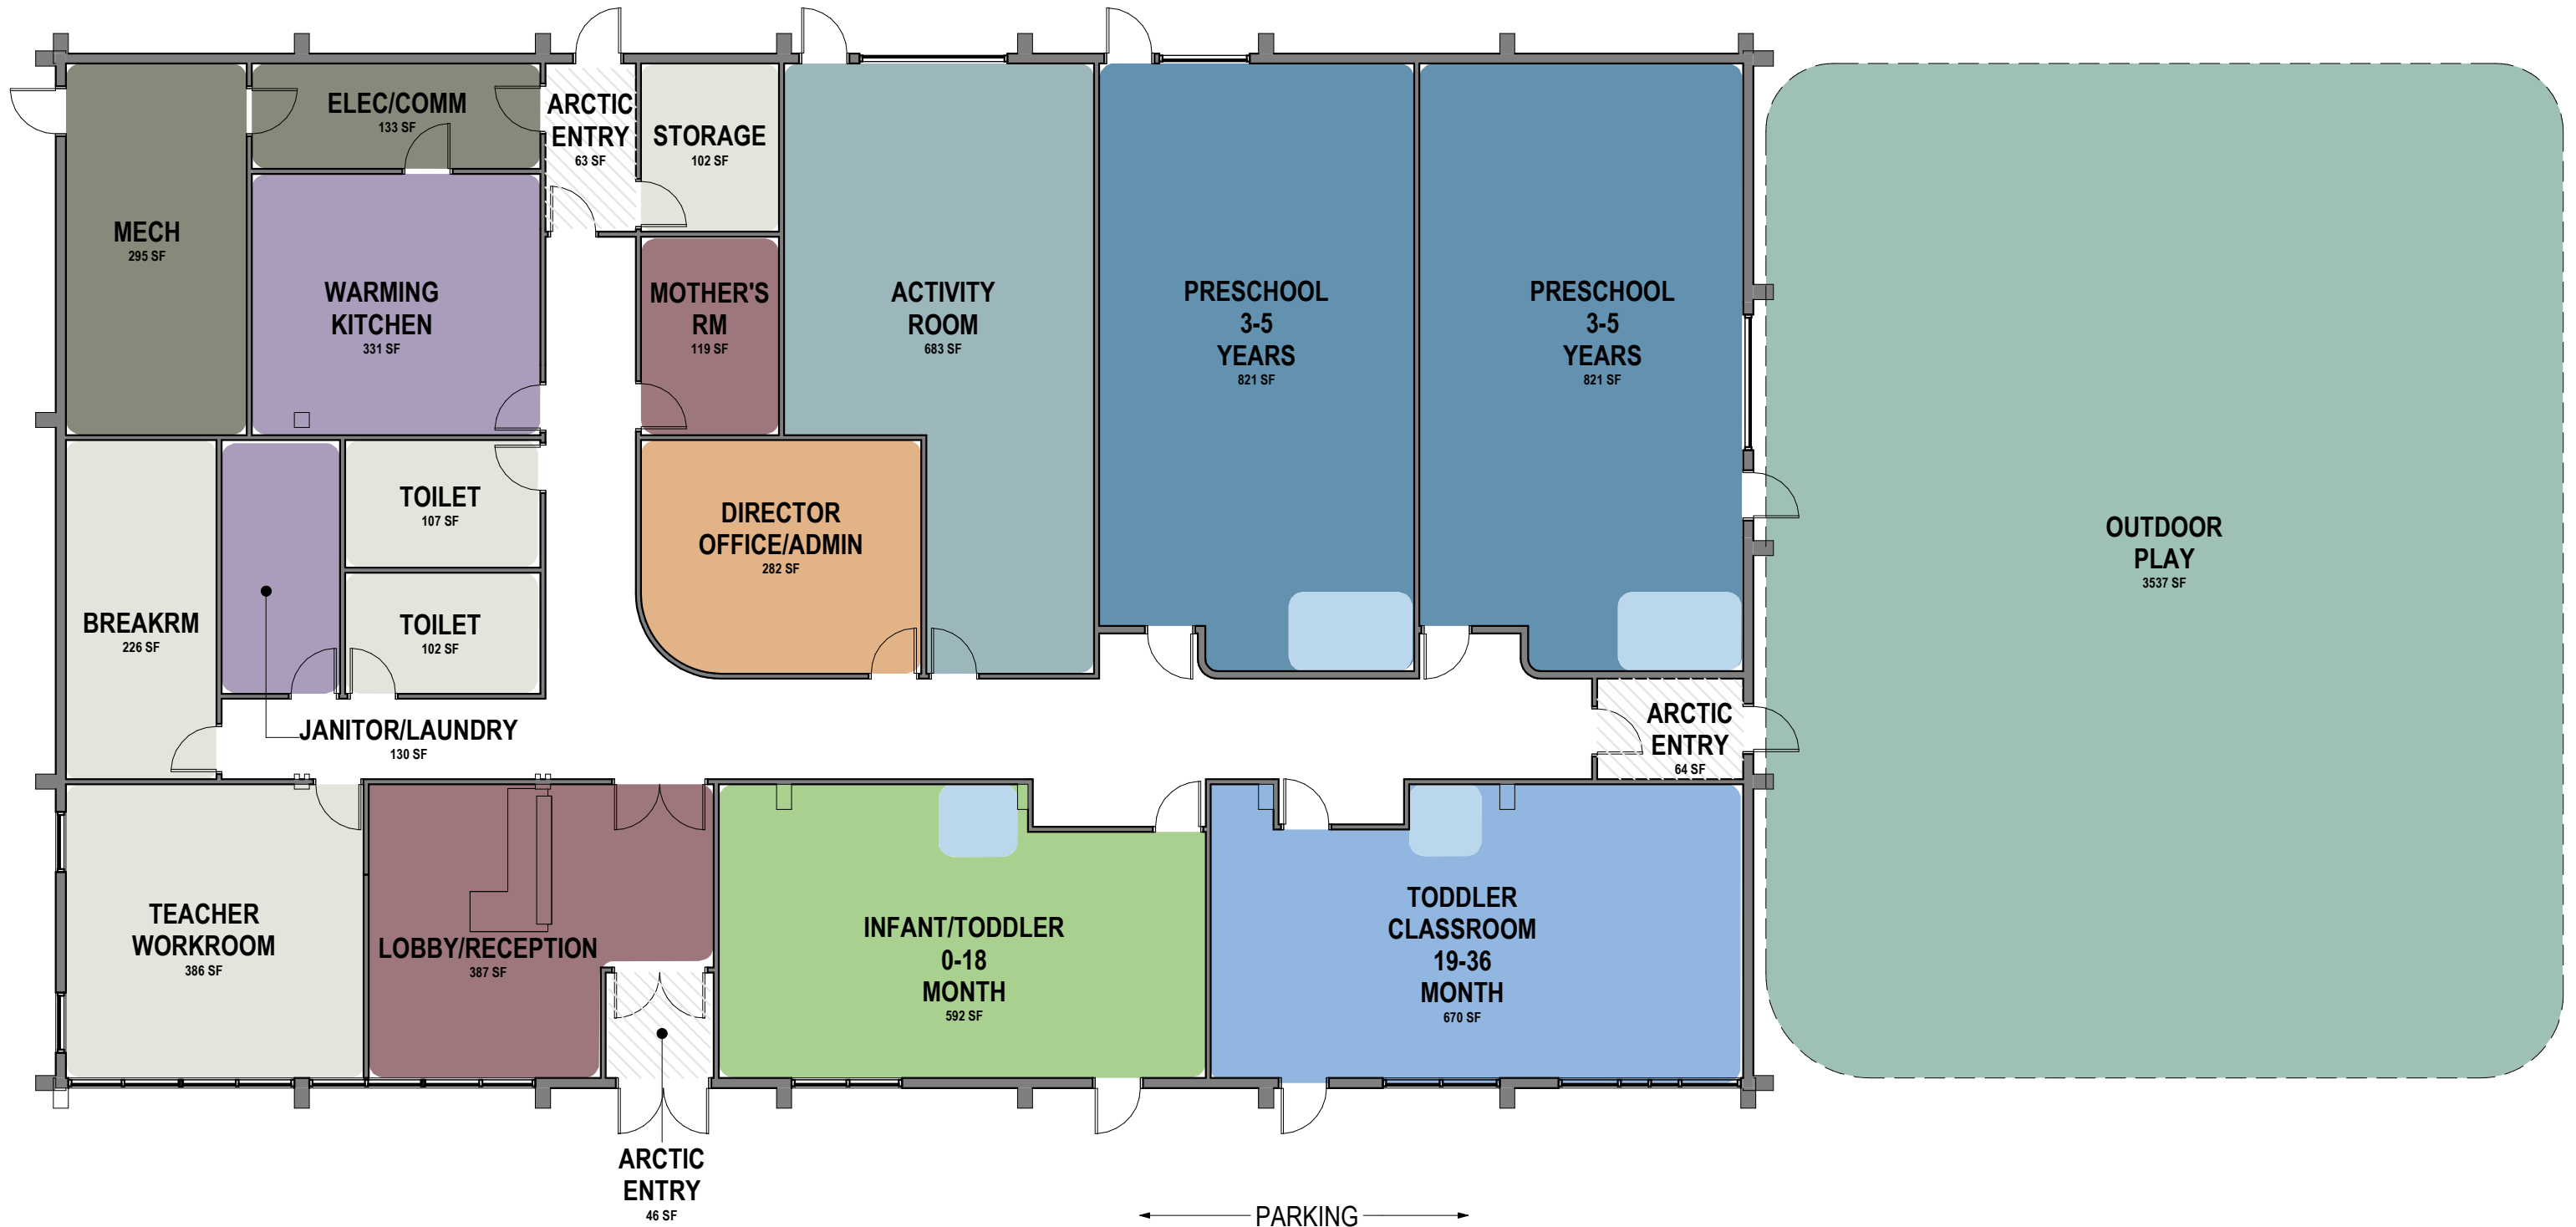 ELEC/COMM
133 SF
ARCTIC
ENTRY
63 SF
STORAGE
102 SF
MECH
295 SF
WARMING
KITCHEN
331 SF
MOTHER'S
RM
119 SF
ACTIVITY
ROOM
683 SF
PRESCHOOL
3-5
YEARS
821 SF
PRESCHOOL
3-5
YEARS
821 SF
TOILET
107 SF
DIRECTOR
OFFICE/ADMIN
282 SF
OUTDOOR
PLAY
3537 SF
BREAKRM
226 SF
TOILET
102 SF
JANITOR/LAUNDRY
130 SF
ARCTIC
ENTRY
64 SF
TEACHER
WORKROOM
386 SF
LOBBY/RECEPTION
387 SF
INFANT/TODDLER
0-18
MONTH
592 SF
TODDLER
CLASSROOM
19-36
MONTH
670 SF
ARCTIC
ENTRY
46 SF
PARKING